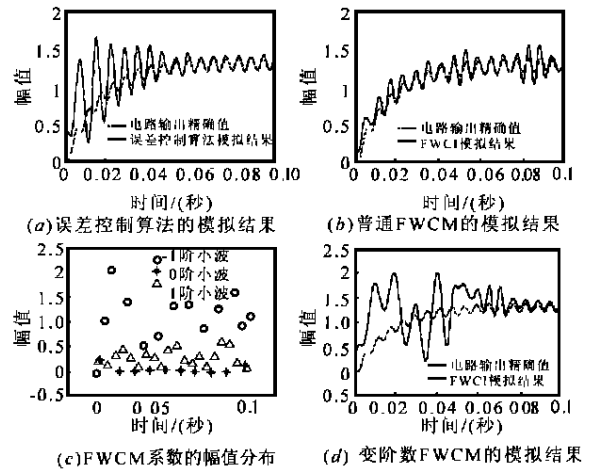 2
1.5
1
0.5
0
幅值
电路输出精确值
误差控制算法模拟结果
0 0.02 0.04 0.06 0.08 0.10
时间/(秒)
(a)误差控制算法的模拟结果
2
1.5
1
0.5
0
幅值
电路输出精确值
FWCI模拟结果
0 0.02 0.04 0.06 0.08 0.10
时间/(秒)
(b)普通FWCM的模拟结果
2.5
2.0
1.5
1.0
0.5
0
-0.5
幅值
-1阶小波
0阶小波
1阶小波
0 0.05 0.1
时间/(秒)
(c)FWCM系数的幅值分布
2.5
2.0
1.5
1.0
0.5
0
幅值
电路输出精确值
FWCI模拟结果
0 0.02 0.04 0.06 0.08 0.1
时间/(秒)
(d) 变阶数FWCM的模拟结果